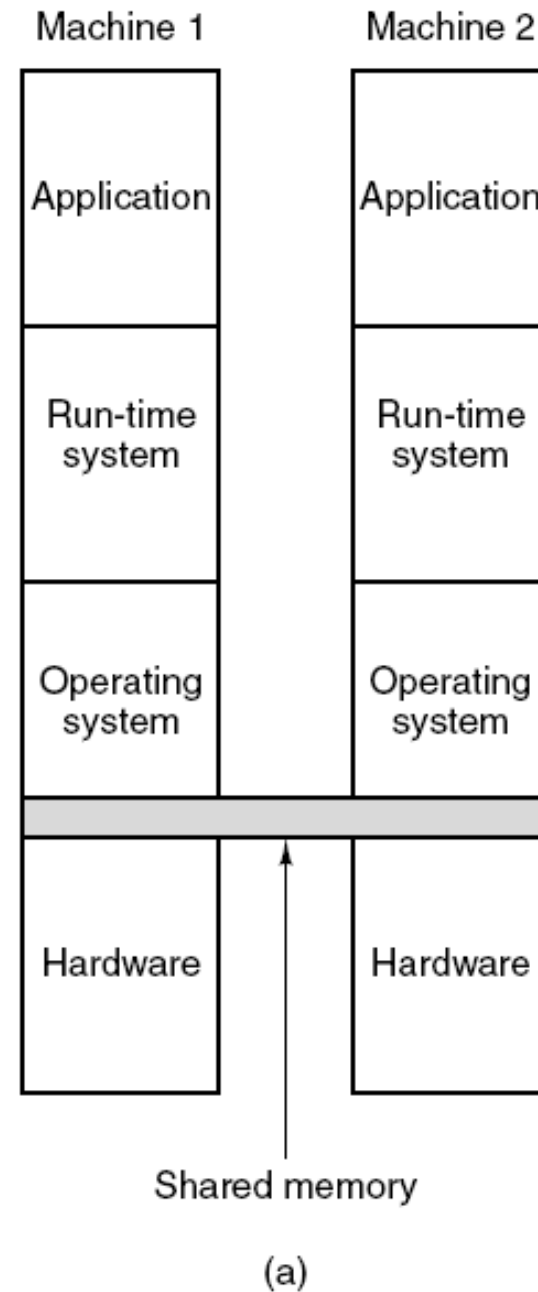 Machine 1
Machine 2
Application
Application
Run-time
system
Run-time
system
Operating
system
Operating
system
Hardware
Hardware
Shared memory
(a)